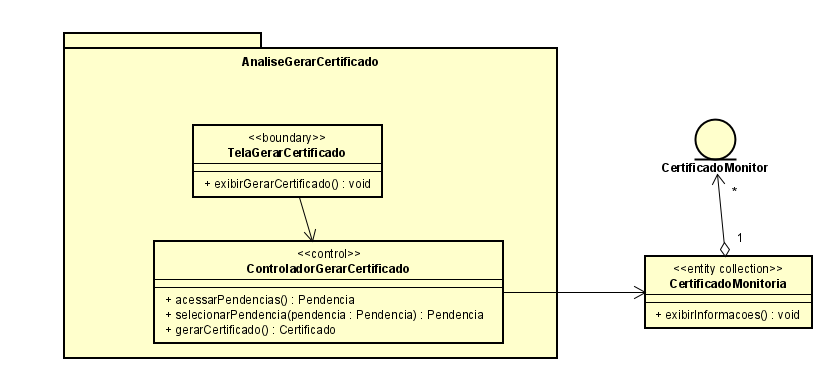 AnaliseGerarCertificado
<<boundary>>
TelaGerarCertificado
+ exibirGerarCertificado() : void
<<control>>
ControladorGerarCertificado
+ acessarPendencias() : Pendencia
+ selecionarPendencia(pendencia : Pendencia) : Pendencia
+ gerarCertificado() : Certificado
CertificadoMonitor
*
1
<<entity collection>>
CertificadoMonitoria
+ exibirInformacoes() : void